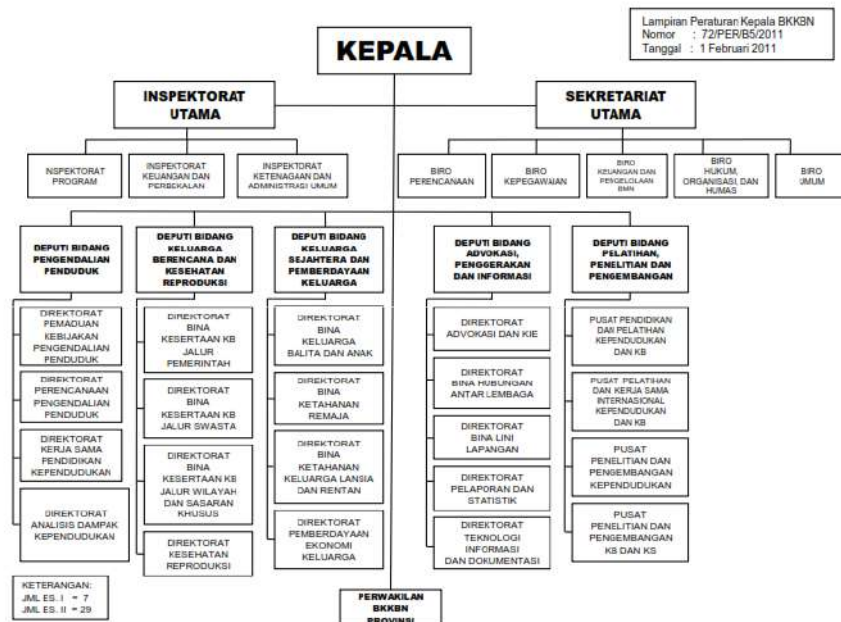 Lampiran Peraturan Kepala BKKBN
Nomor : 72/PER/B5/2011
Tanggal : 1 Februari 2011
KEPALA
INSPEKTORAT
UTAMA
SEKRETARIAT
UTAMA
NSPEKTORAT
PROGRAM
INSPEKTORAT
KEUANGAN DAN
PERBEKALAN
INSPEKTORAT
KETENAGAAN DAN
ADMINISTRASI UMUM
BIRO
PERENCANAAN
BIRO
KEPEGAWAIAN
BIRO
KEUANGAN DAN
PENGELOLAAN
BMN
BIRO
HUKUM,
ORGANISASI, DAN
HUMAS
BIRO
UMUM
DEPUTI BIDANG
PENGENDALIAN
PENDUDUK
DEPUTI BIDANG
KELUARGA
BERENCANA DAN
KESEHATAN
REPRODUKSI
DEPUTI BIDANG
KELUARGA
SEJAHTERA DAN
PEMBERDAYAAN
KELUARGA
DEPUTI BIDANG
ADVOKASI,
PENGGERAKAN
DAN INFORMASI
DEPUTI BIDANG
PELATIHAN,
PENELITIAN DAN
PENGEMBANGAN
DIREKTORAT
PEMADUAN
KEBIJAKAN
PENGENDALIAN
PENDUDUK
DIREKTORAT
PERENCANAAN
PENGENDALIAN
PENDUDUK
DIREKTORAT
KERJA SAMA
PENDIDIKAN
KEPENDUDUKAN
DIREKTORAT
ANALISIS DAMPAK
KEPENDUDUKAN
DIREKTORAT
BINA
KESERTAAN KB
JALUR
PEMERINTAH
DIREKTORAT
BINA
KESERTAAN KB
JALUR SWASTA
DIREKTORAT
BINA
KESERTAAN KB
JALUR WILAYAH
DAN SASARAN
KHUSUS
DIREKTORAT
KESEHATAN
REPRODUKSI
DIREKTORAT
BINA
KELUARGA
BALITA DAN ANAK
DIREKTORAT
BINA
KETAHANAN
REMAJA
DIREKTORAT
BINA
KETAHANAN
KELUARGA LANSIA
DAN RENTAN
DIREKTORAT
PEMBERDAYAAN
EKONOMI
KELUARGA
DIREKTORAT
ADVOKASI DAN KIE
DIREKTORAT
BINA HUBUNGAN
ANTAR LEMBAGA
DIREKTORAT
BINA LINI
LAPANGAN
DIREKTORAT
PELAPORAN DAN
STATISTIK
DIREKTORAT
TEKNOLOGI
INFORMASI
DAN DOKUMENTASI
PUSAT PENDIDIKAN
DAN PELATIHAN
KEPENDUDUKAN
DAN KB
PUSAT PELATIHAN
DAN KERJA SAMA
INTERNASIONAL
KEPENDUDUKAN
DAN KB
PUSAT
PENELITIAN DAN
PENGEMBANGAN
KEPENDUDUKAN
PUSAT
PENELITIAN DAN
PENGEMBANGAN
KB DAN KS
KETERANGAN:
JML ES. I = 7
JML ES. II = 29
PERWAKILAN
BKKBN
PROVINSI